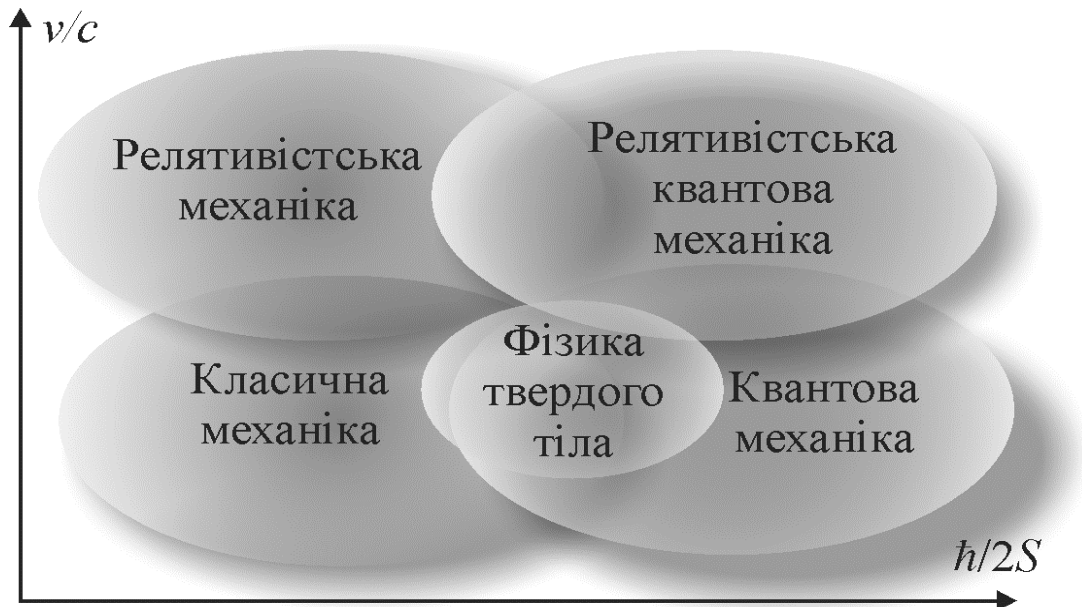 v/c
Релятивістська
механіка
Релятивістська
квантова
механіка
Класична
механіка
Фізика
твердого
тіла
Квантова
механіка
ħ/2S